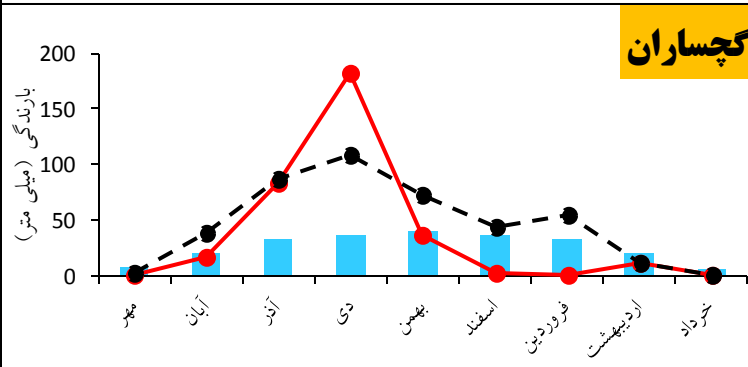 گچساران
بارندگی (میلی متر)
200
150
100
50
0
مهر
آبان
آذر
دی
بهمن
اسفند
فروردین
اردیبهشت
خرداد